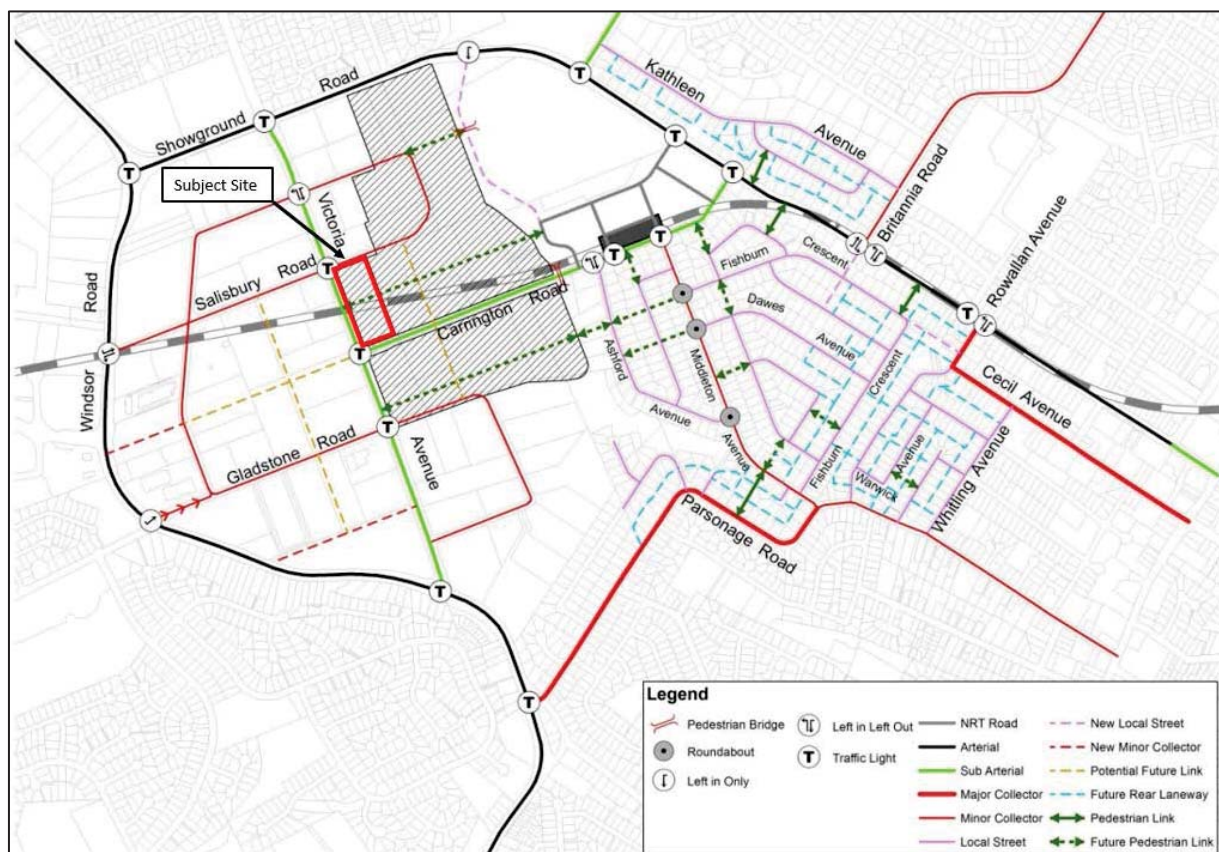 Kathleen
Avenue
Showground
Road
Britannia Road
Rowallan Avenue
Subject Site
Victoria
Salisbury
Road
Road
Windsor
Carrington
Road
Fishburn
Crescent
Dawes
Avenue
Crescent
Ashford
Middleton
Cecil Avenue
Avenue
Avenue
Gladstone
Road
Avenue
Fishburn
Avenue
Warwick
Whitling Avenue
Parsonage
Road
T
T
T
T
T
T
T
T
T
T
T
T
T
Legend
Pedestrian Bridge
Roundabout
Left in Only
Left in Left Out
T Traffic Light
NRT Road
Arterial
Sub Arterial
Major Collector
Minor Collector
Local Street
New Local Street
New Minor Collector
Potential Future Link
Future Rear Laneway
Pedestrian Link
Future Pedestrian Link